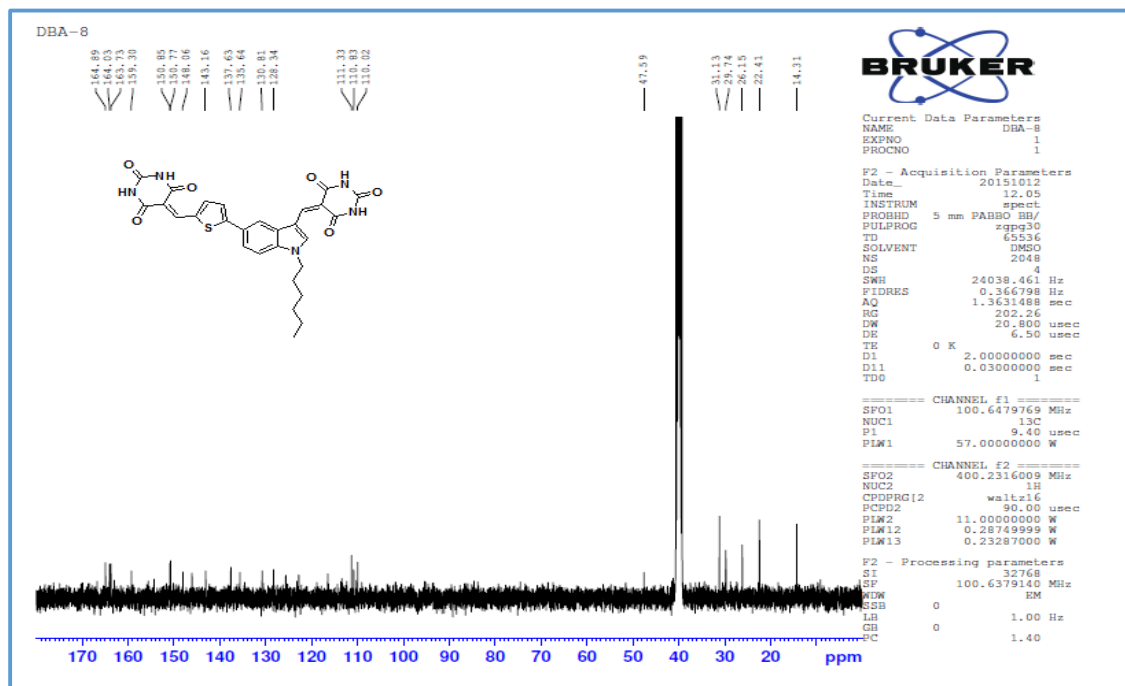 DBA-8
164.89
164.03
163.73
159.30
150.85
150.77
148.06
143.16
137.63
135.64
130.81
128.34
111.33
110.83
110.02
47.59
31.13
29.74
26.15
22.41
14.31
O
NH
HN
O
O
S
N
O
NH
O
NH
O
170 160 150 140 130 120 110 100 90 80 70 60 50 40 30 20 ppm
BRUKER
Current Data Parameters
NAME DBA-8
EXPNO 1
PROCNO 1
F2 - Acquisition Parameters
Date_ 20151012
Time 12.05
INSTRUM spect
PROBHD 5 mm PABBO BB/
PULPROG zgpg30
TD 65536
SOLVENT DMSO
NS 2048
DS 4
SWH 24038.461 Hz
FIDRES 0.366798 Hz
AQ 1.3631488 sec
RG 202.26
DW 20.800 usec
DE 6.50 usec
TE 0 K
D1 2.00000000 sec
D11 0.03000000 sec
TD0 1
======== CHANNEL f1 ========
SFO1 100.6479769 MHz
NUC1 13C
P1 9.40 usec
PLW1 57.00000000 W
======== CHANNEL f2 ========
SFO2 400.2316009 MHz
NUC2 1H
CPDPRG[2 waltz16
PCPD2 90.00 usec
PLW2 11.00000000 W
PLW12 0.28749999 W
PLW13 0.23287000 W
F2 - Processing parameters
SI 32768
SF 100.6379140 MHz
WDW EM
SSB 0
LB 1.00 Hz
GB 0
PC 1.40